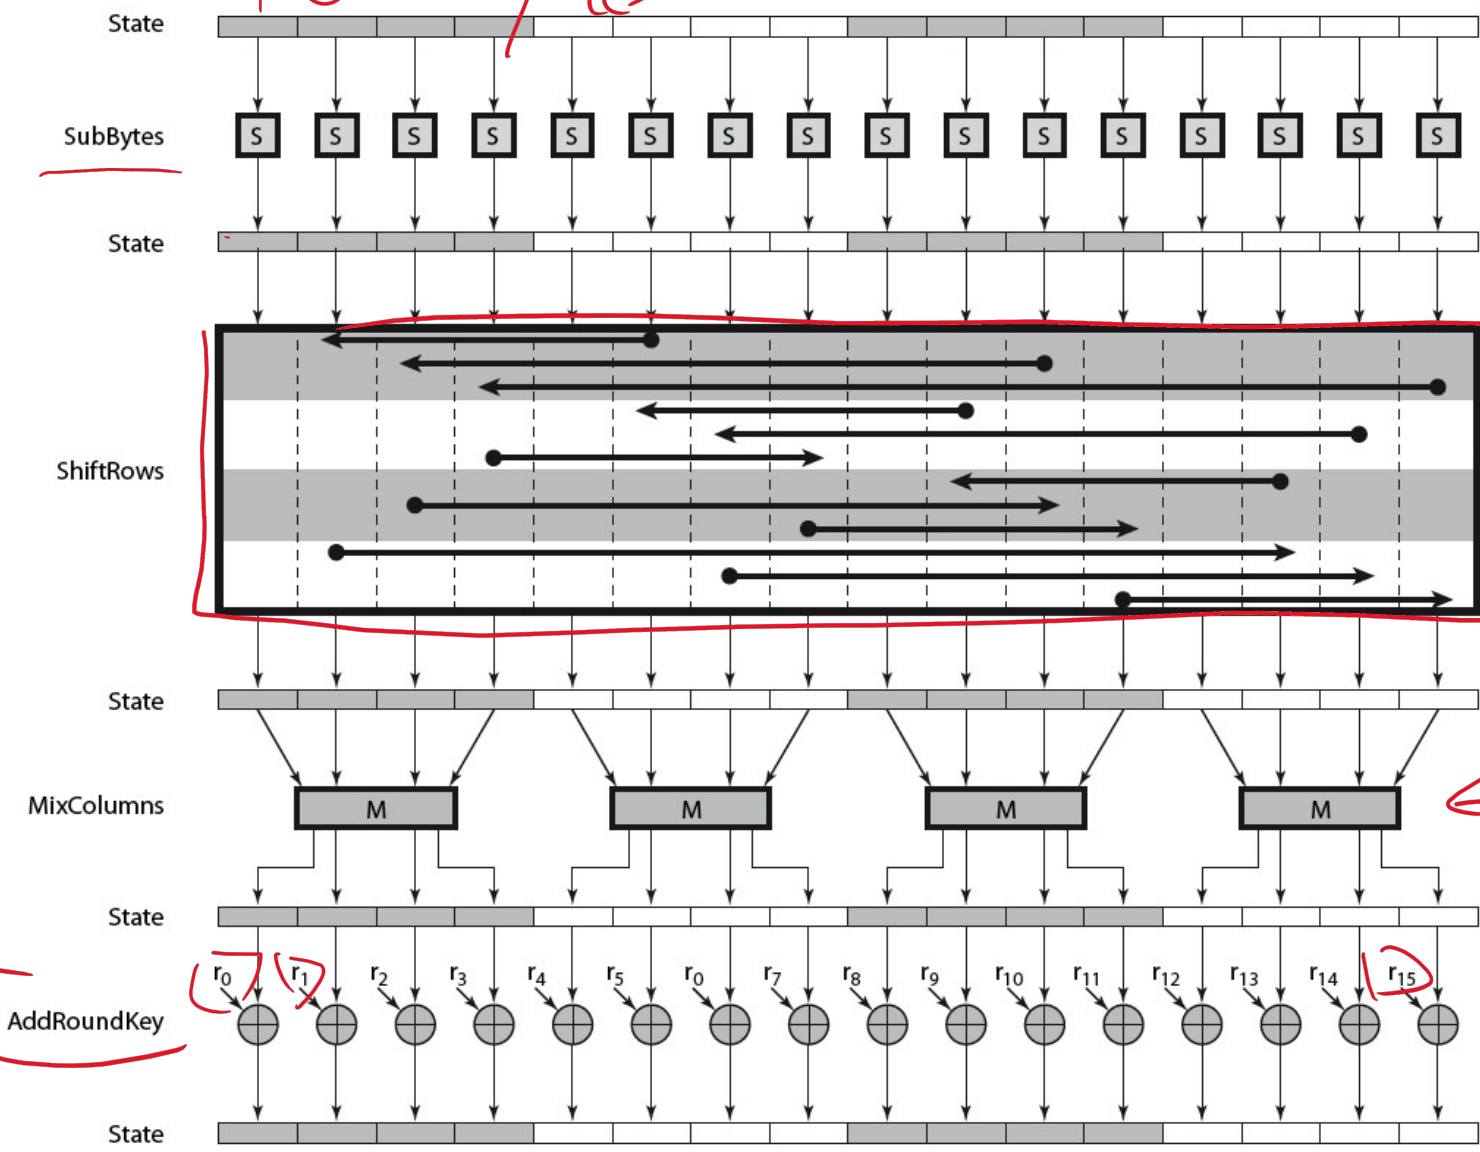 State
SubBytes S S S S S S S S S S S S S S S S
State
ShiftRows
State
MixColumns M M M M
State
r0 r1 r2 r3 r4 r5 r0 r7 r8 r9 r10 r11 r12 r13 r14 r15
AddRoundKey
State